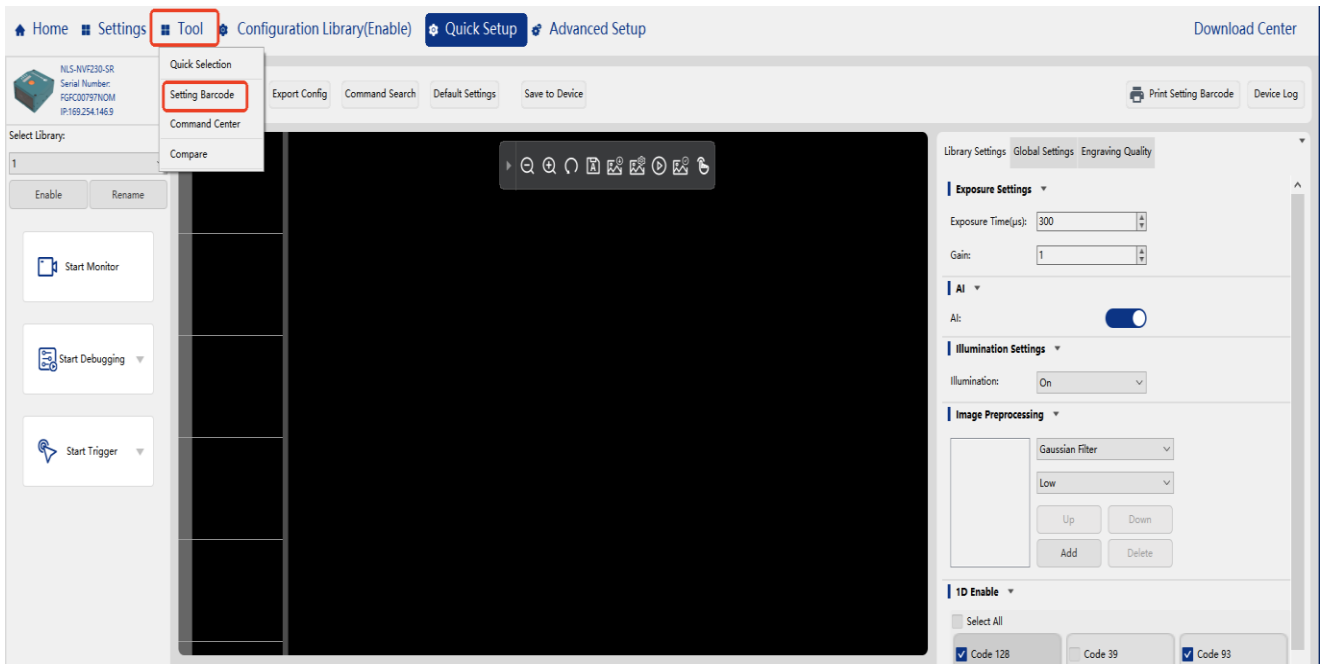 Home Settings Tool Configuration Library(Enable) Quick Setup Advanced Setup Download Center
NLS-NVF230-SR
Serial Number:
FGFC00797NOM
IP:169.254.146.9
Quick Selection
Setting Barcode
Command Center
Compare
Export Config Command Search Default Settings Save to Device Print Setting Barcode Device Log
Select Library:
1
Enable Rename
Start Monitor
Start Debugging
Start Trigger
Library Settings Global Settings Engraving Quality
Exposure Settings
Exposure Time(μs): 300
Gain: 1
AI
AI:
Illumination Settings
Illumination: On
Image Preprocessing
Gaussian Filter
Low
Up Down
Add Delete
1D Enable
Select All
Code 128 Code 39 Code 93